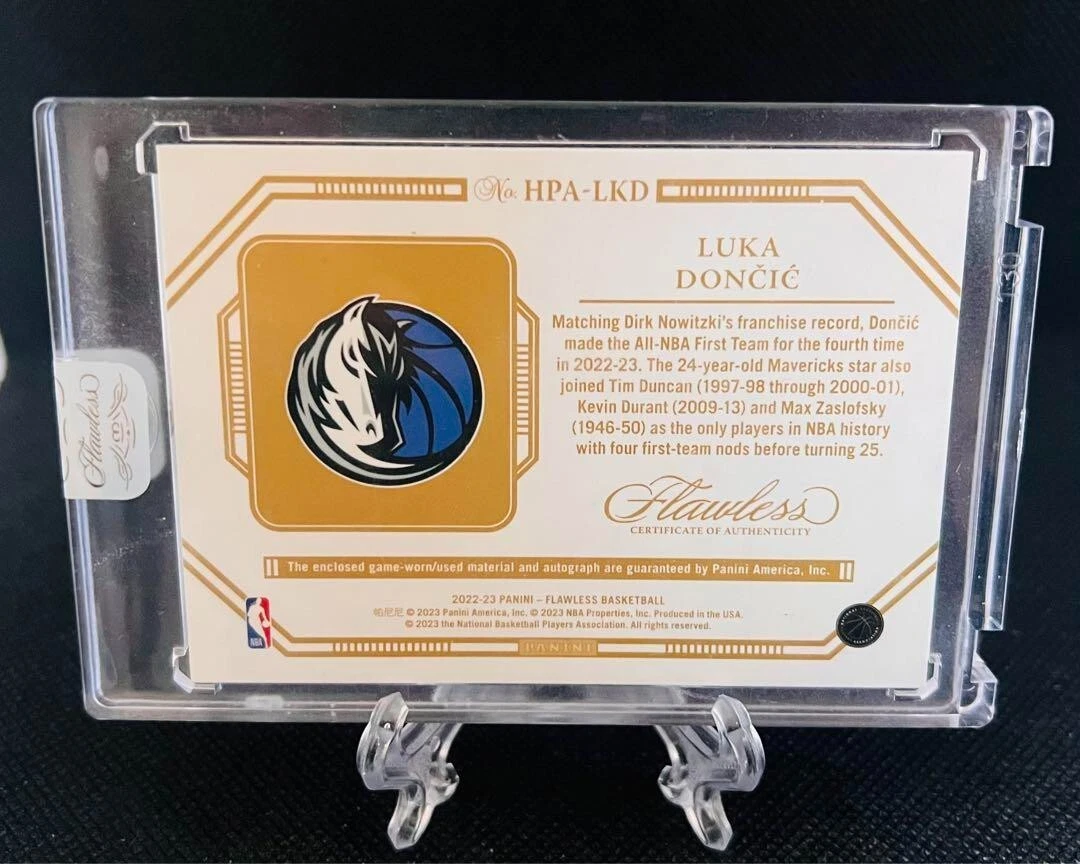 No. HPA-LKD
LUKA
DONČIĆ
Matching Dirk Nowitzki's franchise record, Dončić
made the All-NBA First Team for the fourth time
in 2022-23. The 24-year-old Mavericks star also
joined Tim Duncan (1997-98 through 2000-01),
Kevin Durant (2009-13) and Max Zaslofsky
(1946-50) as the only players in NBA history
with four first-team nods before turning 25.
Flawless
CERTIFICATE OF AUTHENTICITY
The enclosed game-worn/used material and autograph are guaranteed by Panini America, Inc.
2022-23 PANINI – FLAWLESS BASKETBALL
帕尼尼 © 2023 Panini America, Inc. © 2023 NBA Properties, Inc. Produced in the USA.
© 2023 the National Basketball Players Association. All rights reserved.
NBA
PANINI
Flawless
130